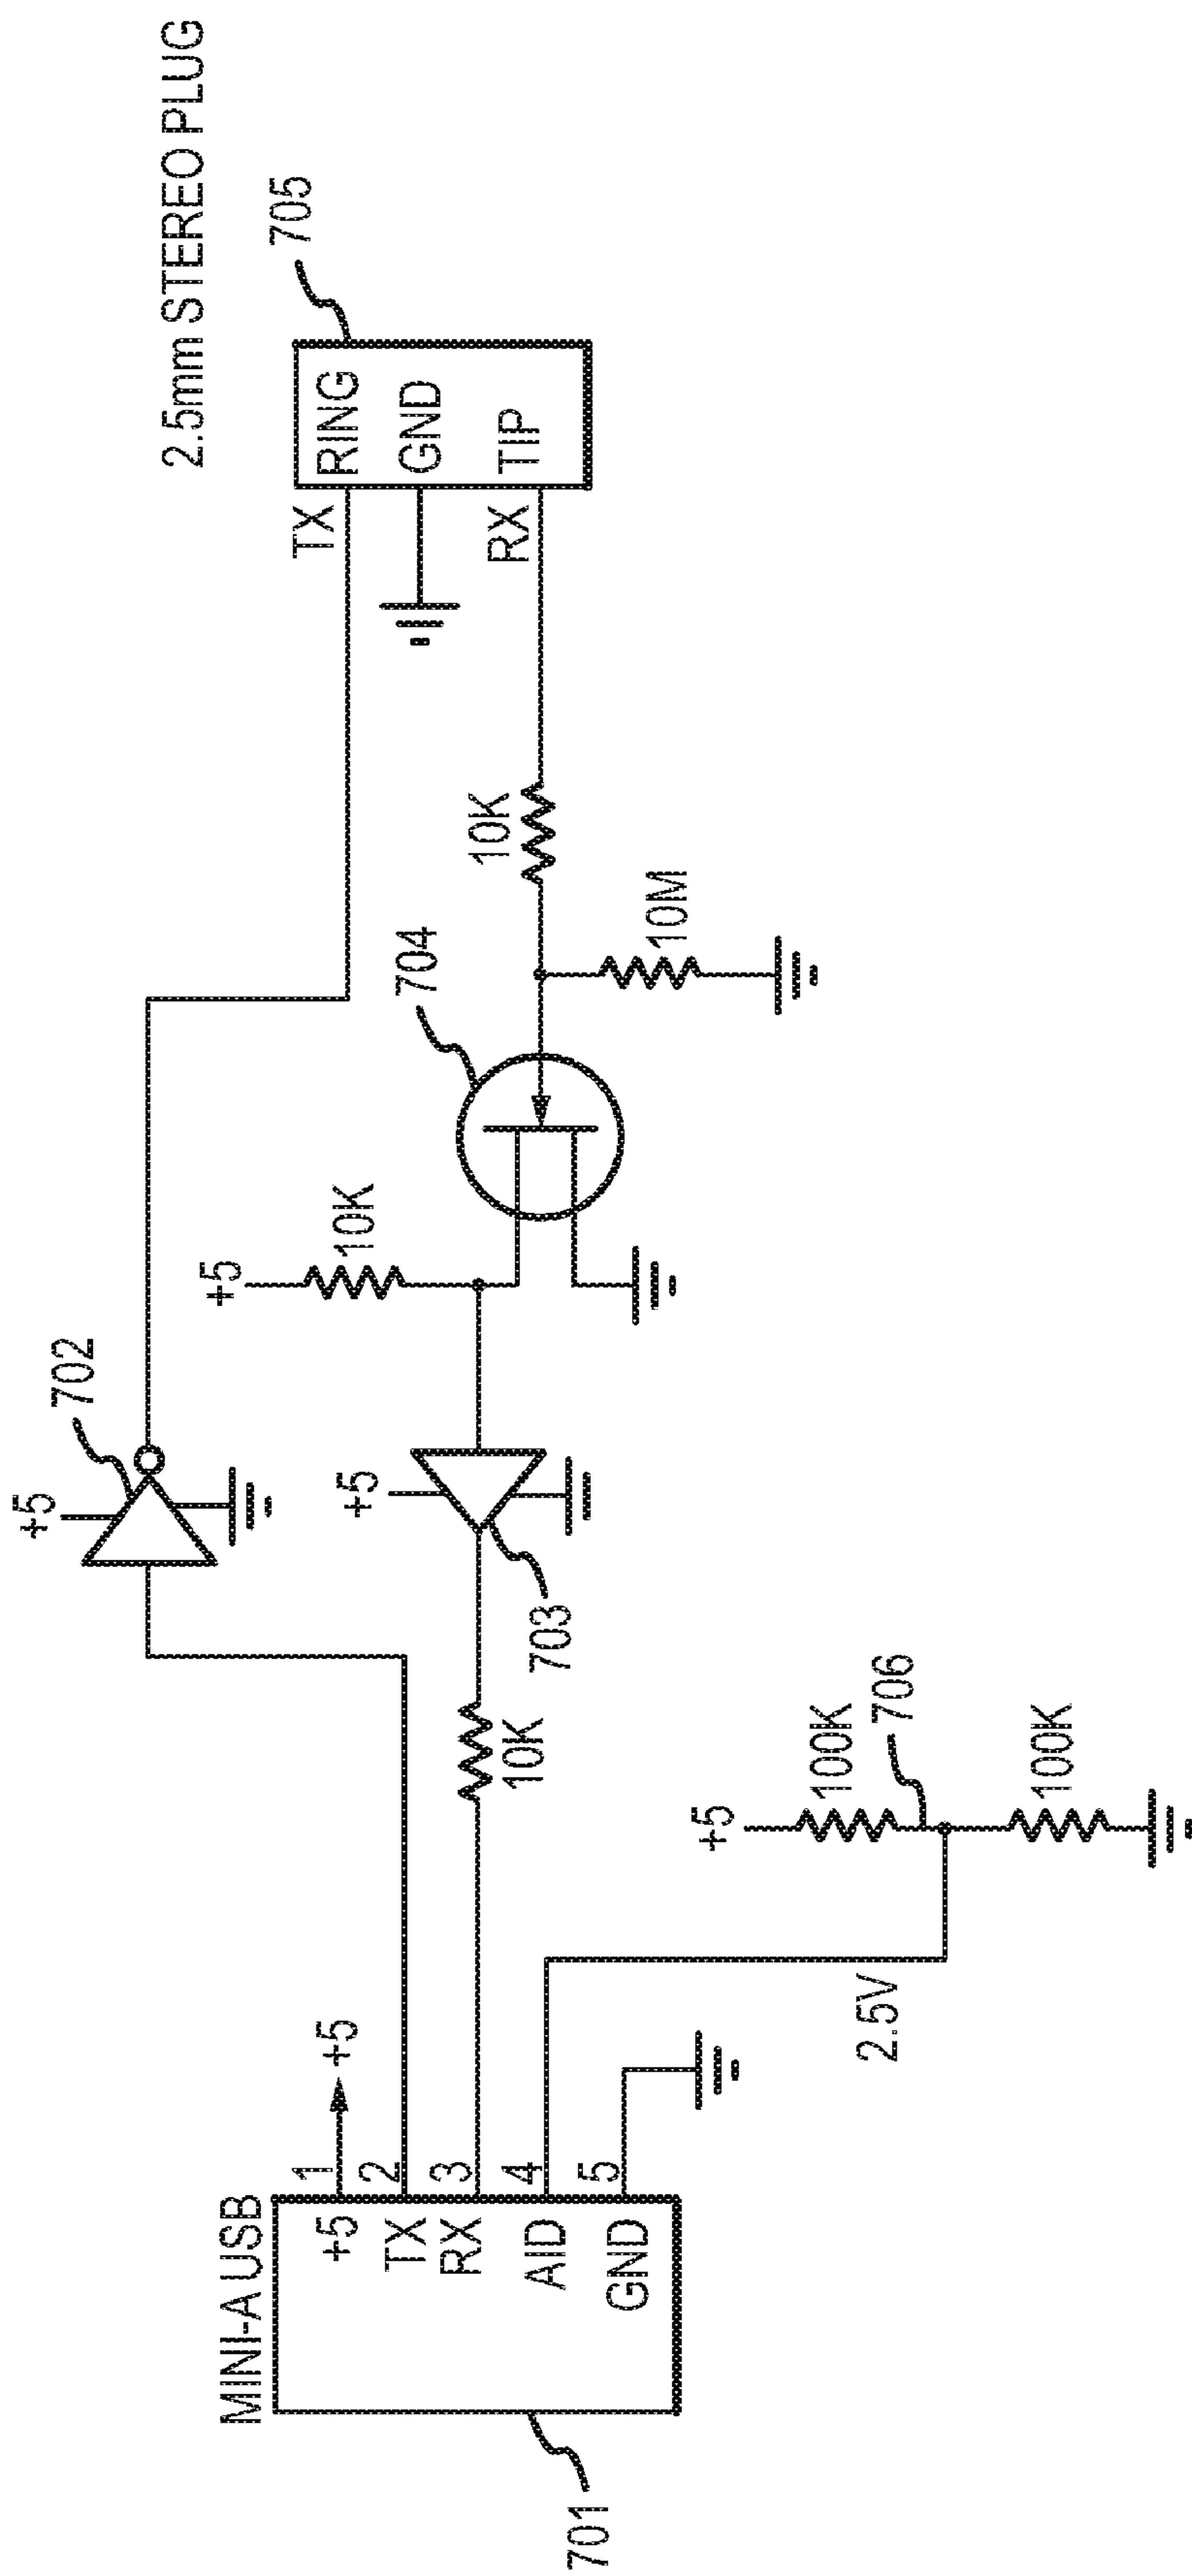 2.5mm STEREO PLUG
705
TX
RING
GND
RX
TIP
10K
10M
704
+5
10K
+5
702
+5
703
10K
+5
100K
706
100K
2.5V
MINI-A USB
+5
1
+5
2
TX
3
RX
4
AID
5
GND
701